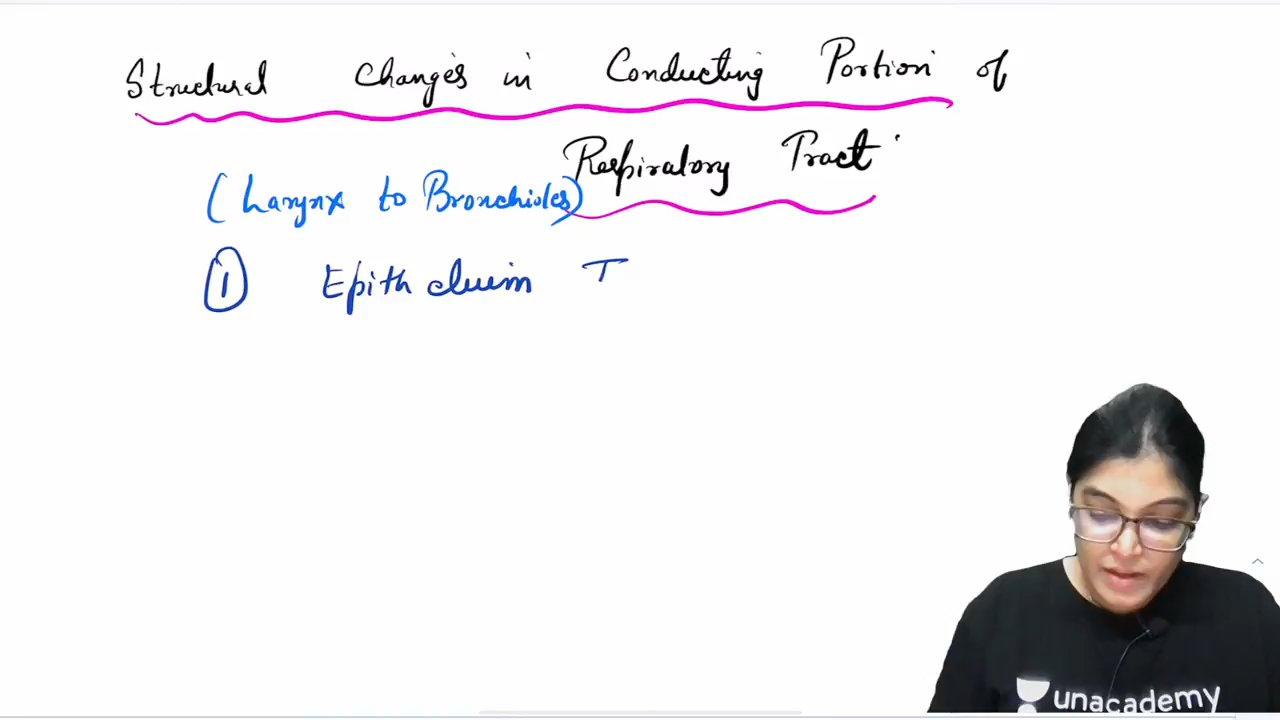 Structural Changes in Conducting Portion of
Respiratory Tract
(Larynx to Bronchioles)
① Epithelium T
unacademy